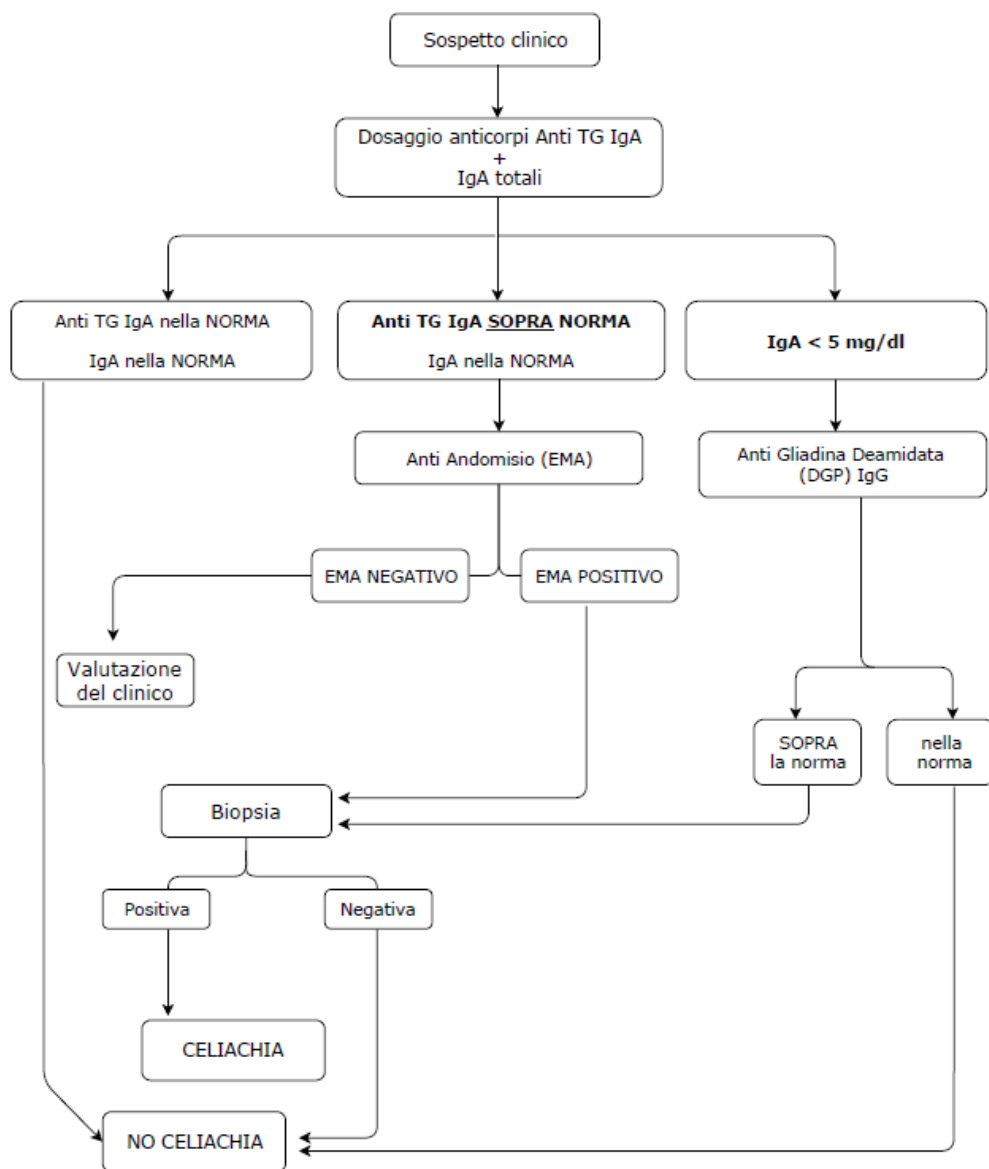 Sospetto clinico
Dosaggio anticorpi Anti TG IgA
+
IgA totali
Anti TG IgA nella NORMA
IgA nella NORMA
Anti TG IgA SOPRA NORMA
IgA nella NORMA
IgA < 5 mg/dl
Anti Andomisio (EMA)
Anti Gliadina Deamidata
(DGP) IgG
EMA NEGATIVO
EMA POSITIVO
Valutazione
del clinico
SOPRA
la norma
nella
norma
Biopsia
Positiva
Negativa
CELIACHIA
NO CELIACHIA